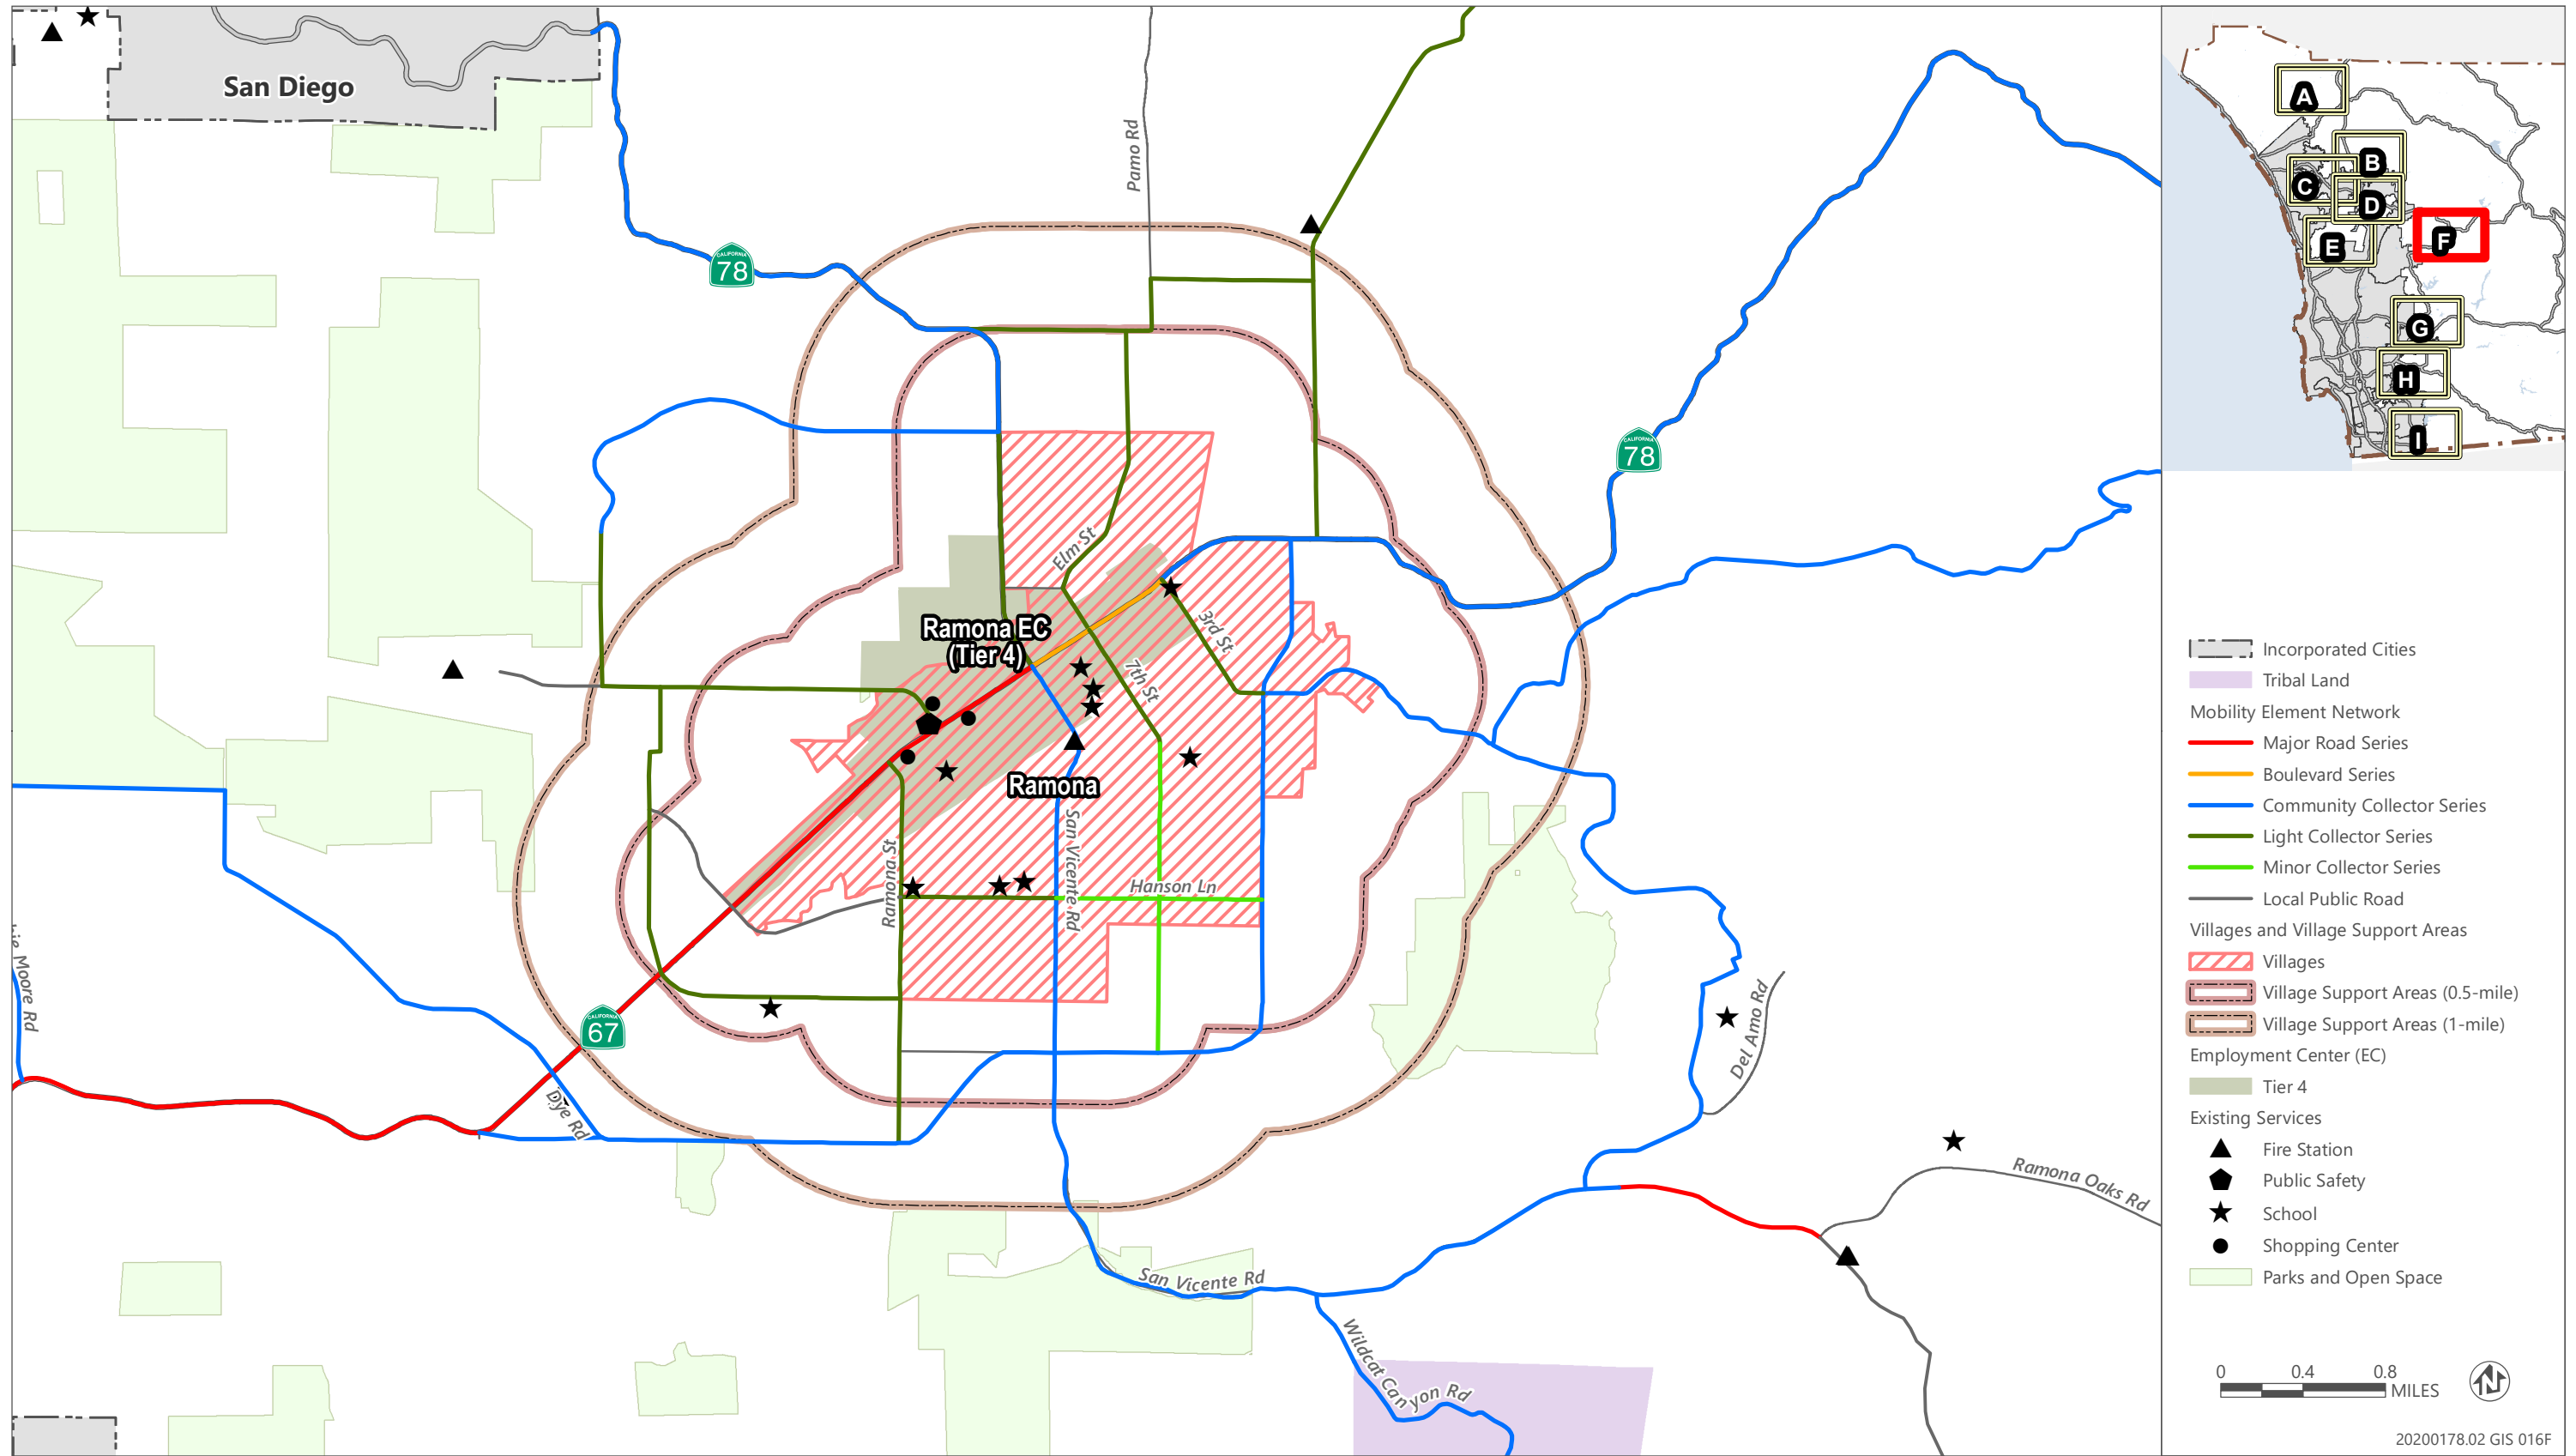 San Diego
Pamo Rd
CALIFORNIA
78
CALIFORNIA
78
Elm St
Ramona EC
(Tier 4)
3rd St
7th St
Ramona
San Vicente Rd
Ramona St
Hanson Ln
Moore Rd
CALIFORNIA
67
Dye Rd
Del Amo Rd
Ramona Oaks Rd
San Vicente Rd
Wildcat Canyon Rd
A
B
C
D
E
F
G
H
I
Incorporated Cities
Tribal Land
Mobility Element Network
Major Road Series
Boulevard Series
Community Collector Series
Light Collector Series
Minor Collector Series
Local Public Road
Villages and Village Support Areas
Villages
Village Support Areas (0.5-mile)
Village Support Areas (1-mile)
Employment Center (EC)
Tier 4
Existing Services
Fire Station
Public Safety
School
Shopping Center
Parks and Open Space
0 0.4 0.8
MILES
N
20200178.02 GIS 016F